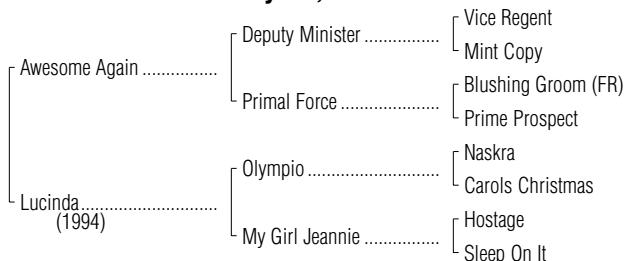 Vice Regent
Deputy Minister ..................
Mint Copy
Awesome Again ...............
Blushing Groom (FR)
Primal Force ........................
Prime Prospect
Naskra
Olympio ................................
Carols Christmas
Lucinda.................................
(1994)
Hostage
My Girl Jeannie ..................
Sleep On It